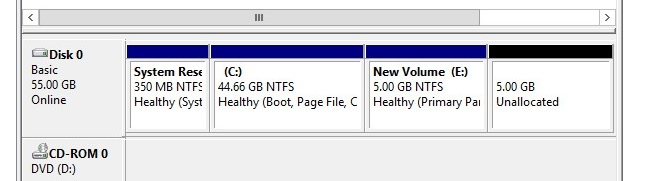 Disk 0
Basic
55.00 GB
Online
System Rese
350 MB NTFS
Healthy (Syst
(C:)
44.66 GB NTFS
Healthy (Boot, Page File, C
New Volume (E:)
5.00 GB NTFS
Healthy (Primary Par
5.00 GB
Unallocated
CD-ROM 0
DVD (D:)